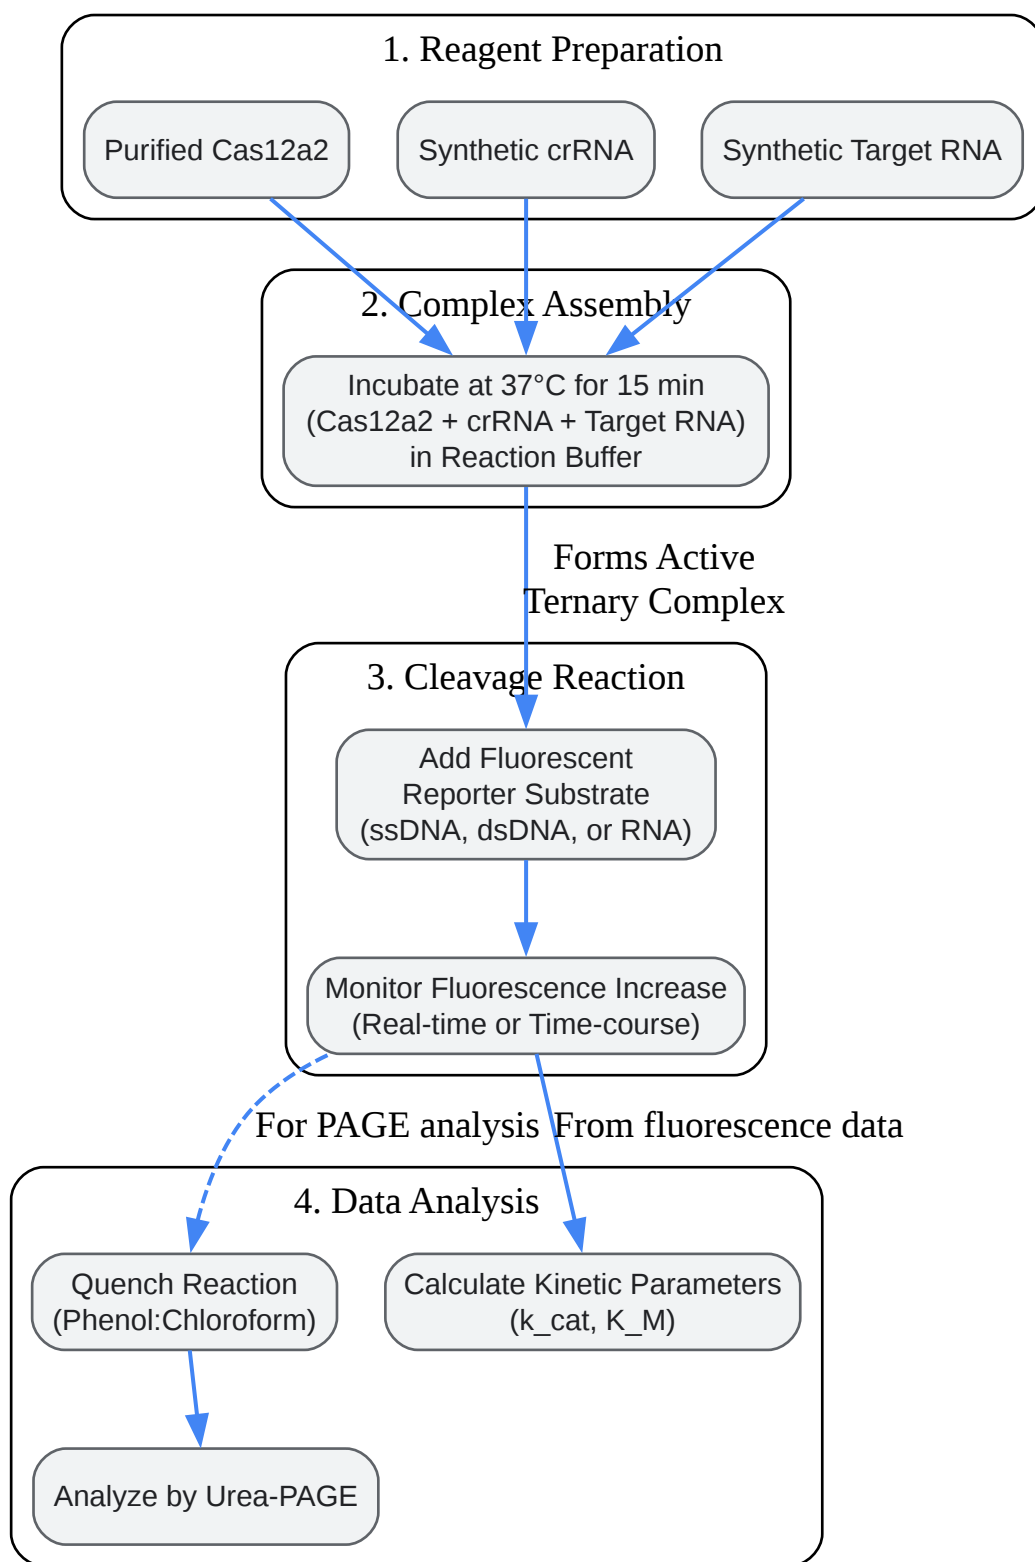 1. Reagent Preparation
Purified Cas12a2
Synthetic crRNA
Synthetic Target RNA
2. Complex Assembly
Incubate at 37°C for 15 min
(Cas12a2 + crRNA + Target RNA)
in Reaction Buffer
Forms Active
Ternary Complex
3. Cleavage Reaction
Add Fluorescent
Reporter Substrate
(ssDNA, dsDNA, or RNA)
Monitor Fluorescence Increase
(Real-time or Time-course)
For PAGE analysis
From fluorescence data
4. Data Analysis
Quench Reaction
(Phenol:Chloroform)
Calculate Kinetic Parameters
(k_cat, K_M)
Analyze by Urea-PAGE